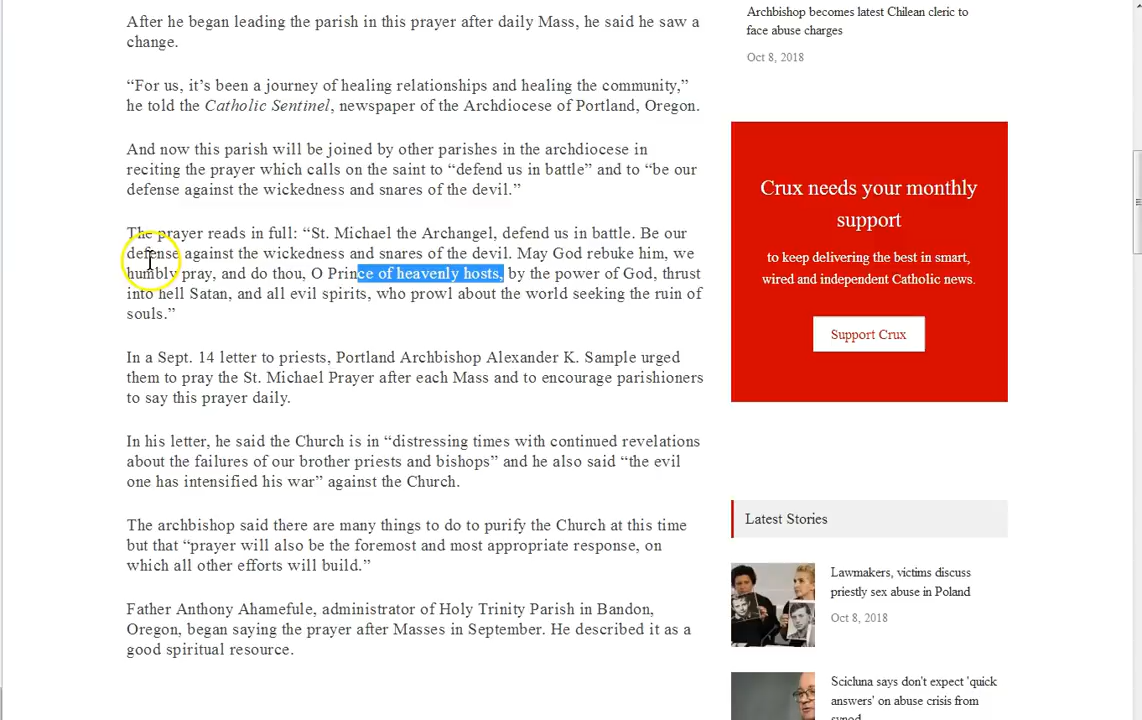 After he began leading the parish in this prayer after daily Mass, he said he saw a
change.
“For us, it’s been a journey of healing relationships and healing the community,”
he told the Catholic Sentinel, newspaper of the Archdiocese of Portland, Oregon.
And now this parish will be joined by other parishes in the archdiocese in
reciting the prayer which calls on the saint to “defend us in battle” and to “be our
defense against the wickedness and snares of the devil.”
The prayer reads in full: “St. Michael the Archangel, defend us in battle. Be our
defense against the wickedness and snares of the devil. May God rebuke him, we
humbly pray, and do thou, O Prince of heavenly hosts, by the power of God, thrust
into hell Satan, and all evil spirits, who prowl about the world seeking the ruin of
souls.”
In a Sept. 14 letter to priests, Portland Archbishop Alexander K. Sample urged
them to pray the St. Michael Prayer after each Mass and to encourage parishioners
to say this prayer daily.
In his letter, he said the Church is in “distressing times with continued revelations
about the failures of our brother priests and bishops” and he also said “the evil
one has intensified his war” against the Church.
The archbishop said there are many things to do to purify the Church at this time
but that “prayer will also be the foremost and most appropriate response, on
which all other efforts will build.”
Father Anthony Ahamefule, administrator of Holy Trinity Parish in Bandon,
Oregon, began saying the prayer after Masses in September. He described it as a
good spiritual resource.
Archbishop becomes latest Chilean cleric to
face abuse charges
Oct 8, 2018
Crux needs your monthly
support
to keep delivering the best in smart,
wired and independent Catholic news.
Support Crux
Latest Stories
Lawmakers, victims discuss
priestly sex abuse in Poland
Oct 8, 2018
Scicluna says don't expect 'quick
answers' on abuse crisis from
synod